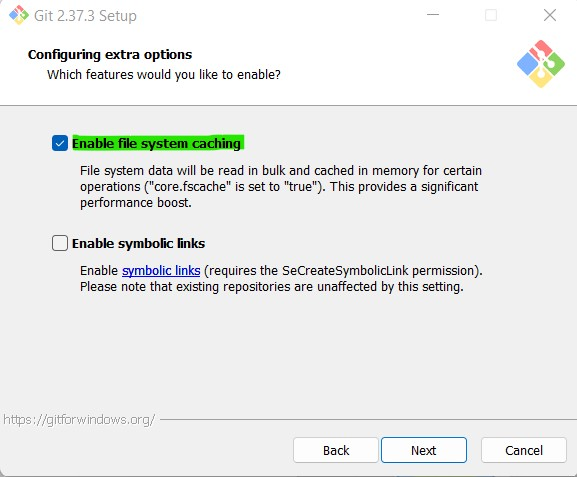 Git 2.37.3 Setup
Configuring extra options
Which features would you like to enable?
Enable file system caching
File system data will be read in bulk and cached in memory for certain
operations ("core.fscache" is set to "true"). This provides a significant
performance boost.
Enable symbolic links
Enable symbolic links (requires the SeCreateSymbolicLink permission).
Please note that existing repositories are unaffected by this setting.
https://gitforwindows.org/
Back Next Cancel